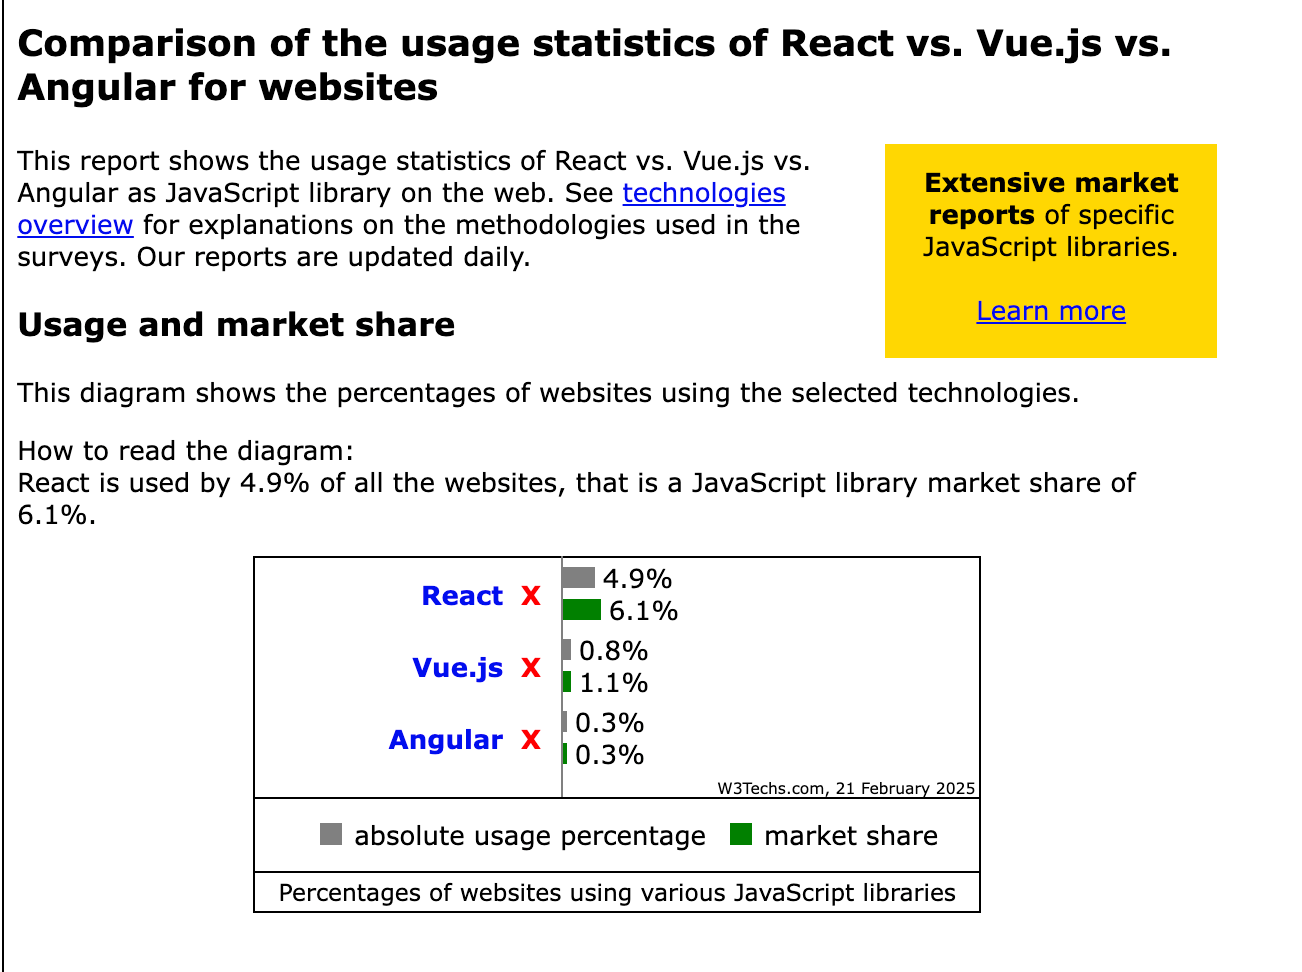 Comparison of the usage statistics of React vs. Vue.js vs.
Angular for websites
This report shows the usage statistics of React vs. Vue.js vs.
Angular as JavaScript library on the web. See technologies
overview for explanations on the methodologies used in the
surveys. Our reports are updated daily.
Extensive market
reports of specific
JavaScript libraries.
Learn more
Usage and market share
This diagram shows the percentages of websites using the selected technologies.
How to read the diagram:
React is used by 4.9% of all the websites, that is a JavaScript library market share of
6.1%.
React X
4.9%
6.1%
Vue.js X
0.8%
1.1%
Angular X
0.3%
0.3%
W3Techs.com, 21 February 2025
absolute usage percentage market share
Percentages of websites using various JavaScript libraries